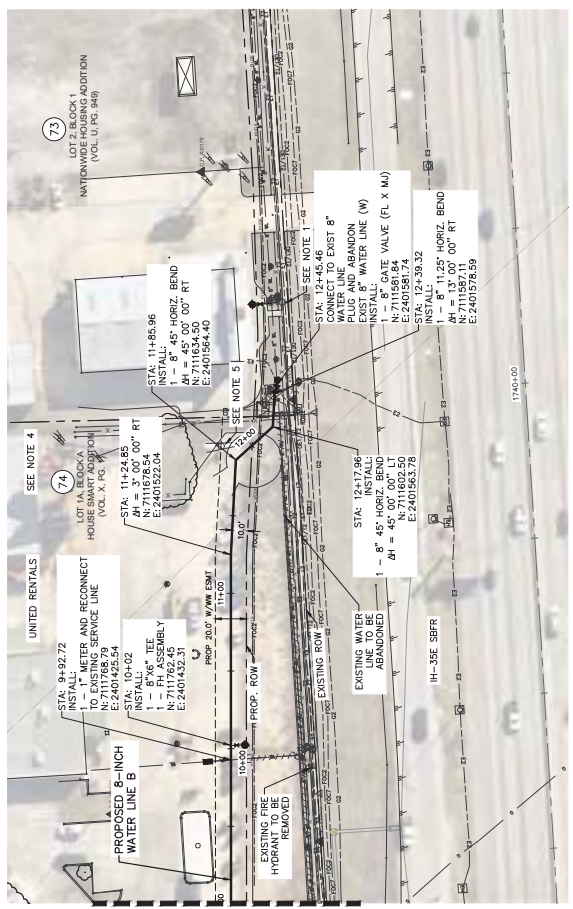 73
LOT 2, BLOCK 1
NATIONWIDE HOUSING ADDITION
(VOL. U, PG. 949)
SEE NOTE 4
74
LOT 1A, BLOCK A
HOUSE SMART ADDITION
(VOL. X, PG.
UNITED RENTALS
STA: 9+92.72
INSTALL:
1 – 1" METER AND RECONNECT
TO EXISTING SERVICE LINE
N: 7111768.79
E: 2401425.54
STA: 10+02
INSTALL:
1 – 8"X6" TEE
1 – FH ASSEMBLY
N: 7111762.45
E: 2401432.31
PROPOSED 8-INCH
WATER LINE B
STA: 11+24.85
ΔH = 3° 00' 00" RT
N: 7111678.54
E: 2401522.04
STA: 11+85.96
INSTALL:
1 – 8" 45° HORIZ. BEND
ΔH = 45° 00' 00" RT
N: 7111634.50
E: 2401564.40
SEE NOTE 5
PROP. 20.0' W/WW ESMT
10.0'
10+00
11+00
12+00
PROP. ROW
EXISTING ROW
EXISTING FIRE
HYDRANT TO BE
REMOVED
EXISTING WATER
LINE TO BE
ABANDONED
SEE NOTE 1
STA: 12+45.46
CONNECT TO EXIST 8"
WATER LINE
PLUG AND ABANDON
EXIST 8" WATER LINE (W)
INSTALL:
1 – 8" GATE VALVE (FL X MJ)
N: 7111581.84
E: 2401581.74
STA: 12+39.32
INSTALL:
1 – 8" 11.25° HORIZ. BEND
ΔH = 13° 00' 00" RT
N: 7111587.11
E: 2401578.59
STA: 12+17.96
INSTALL:
1 – 8" 45° HORIZ. BEND
ΔH = 45° 00' 00" LT
N: 7111602.50
E: 2401563.78
IH-35E SBFR
1740+00